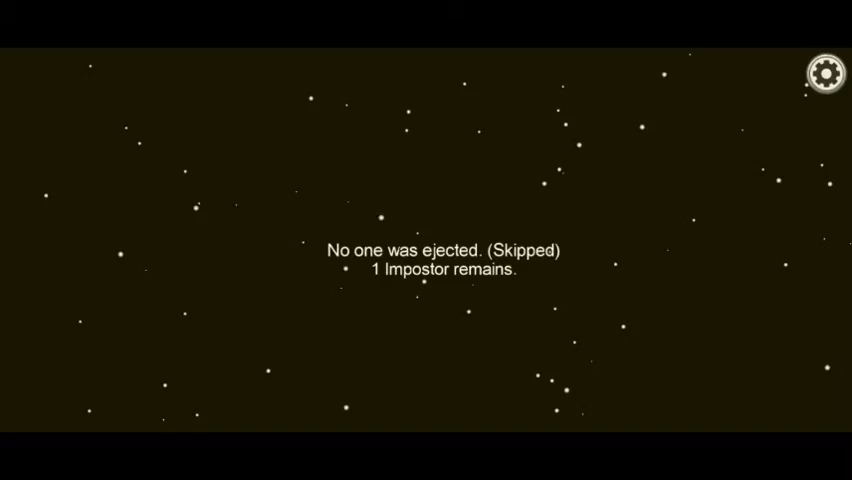 No one was ejected. (Skipped)
1 Impostor remains.